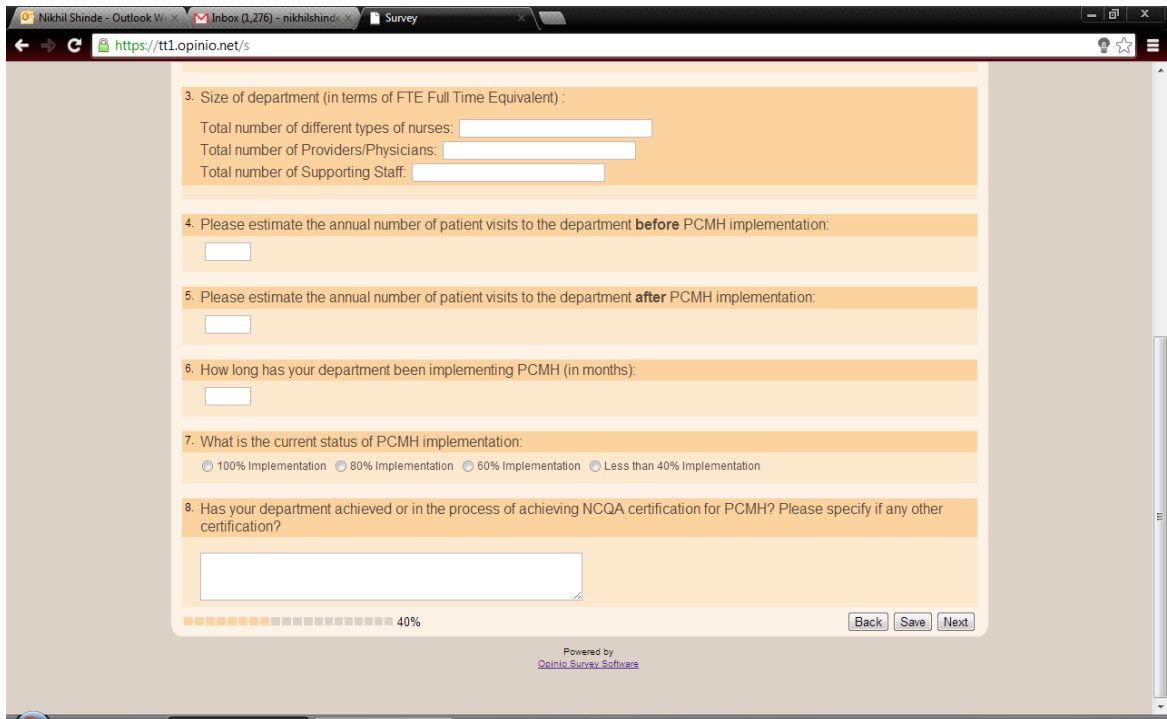 Nikhil Shinde - Outlook W
Inbox (1,276) - nikhilshinde
Survey
https://tt1.opinio.net/s
3. Size of department (in terms of FTE Full Time Equivalent) :
Total number of different types of nurses:
Total number of Providers/Physicians:
Total number of Supporting Staff:
4. Please estimate the annual number of patient visits to the department before PCMH implementation:
5. Please estimate the annual number of patient visits to the department after PCMH implementation:
6. How long has your department been implementing PCMH (in months):
7. What is the current status of PCMH implementation:
100% Implementation 80% Implementation 60% Implementation Less than 40% Implementation
8. Has your department achieved or in the process of achieving NCQA certification for PCMH? Please specify if any other
certification?
40% Back Save Next
Powered by
Opinio Survey Software